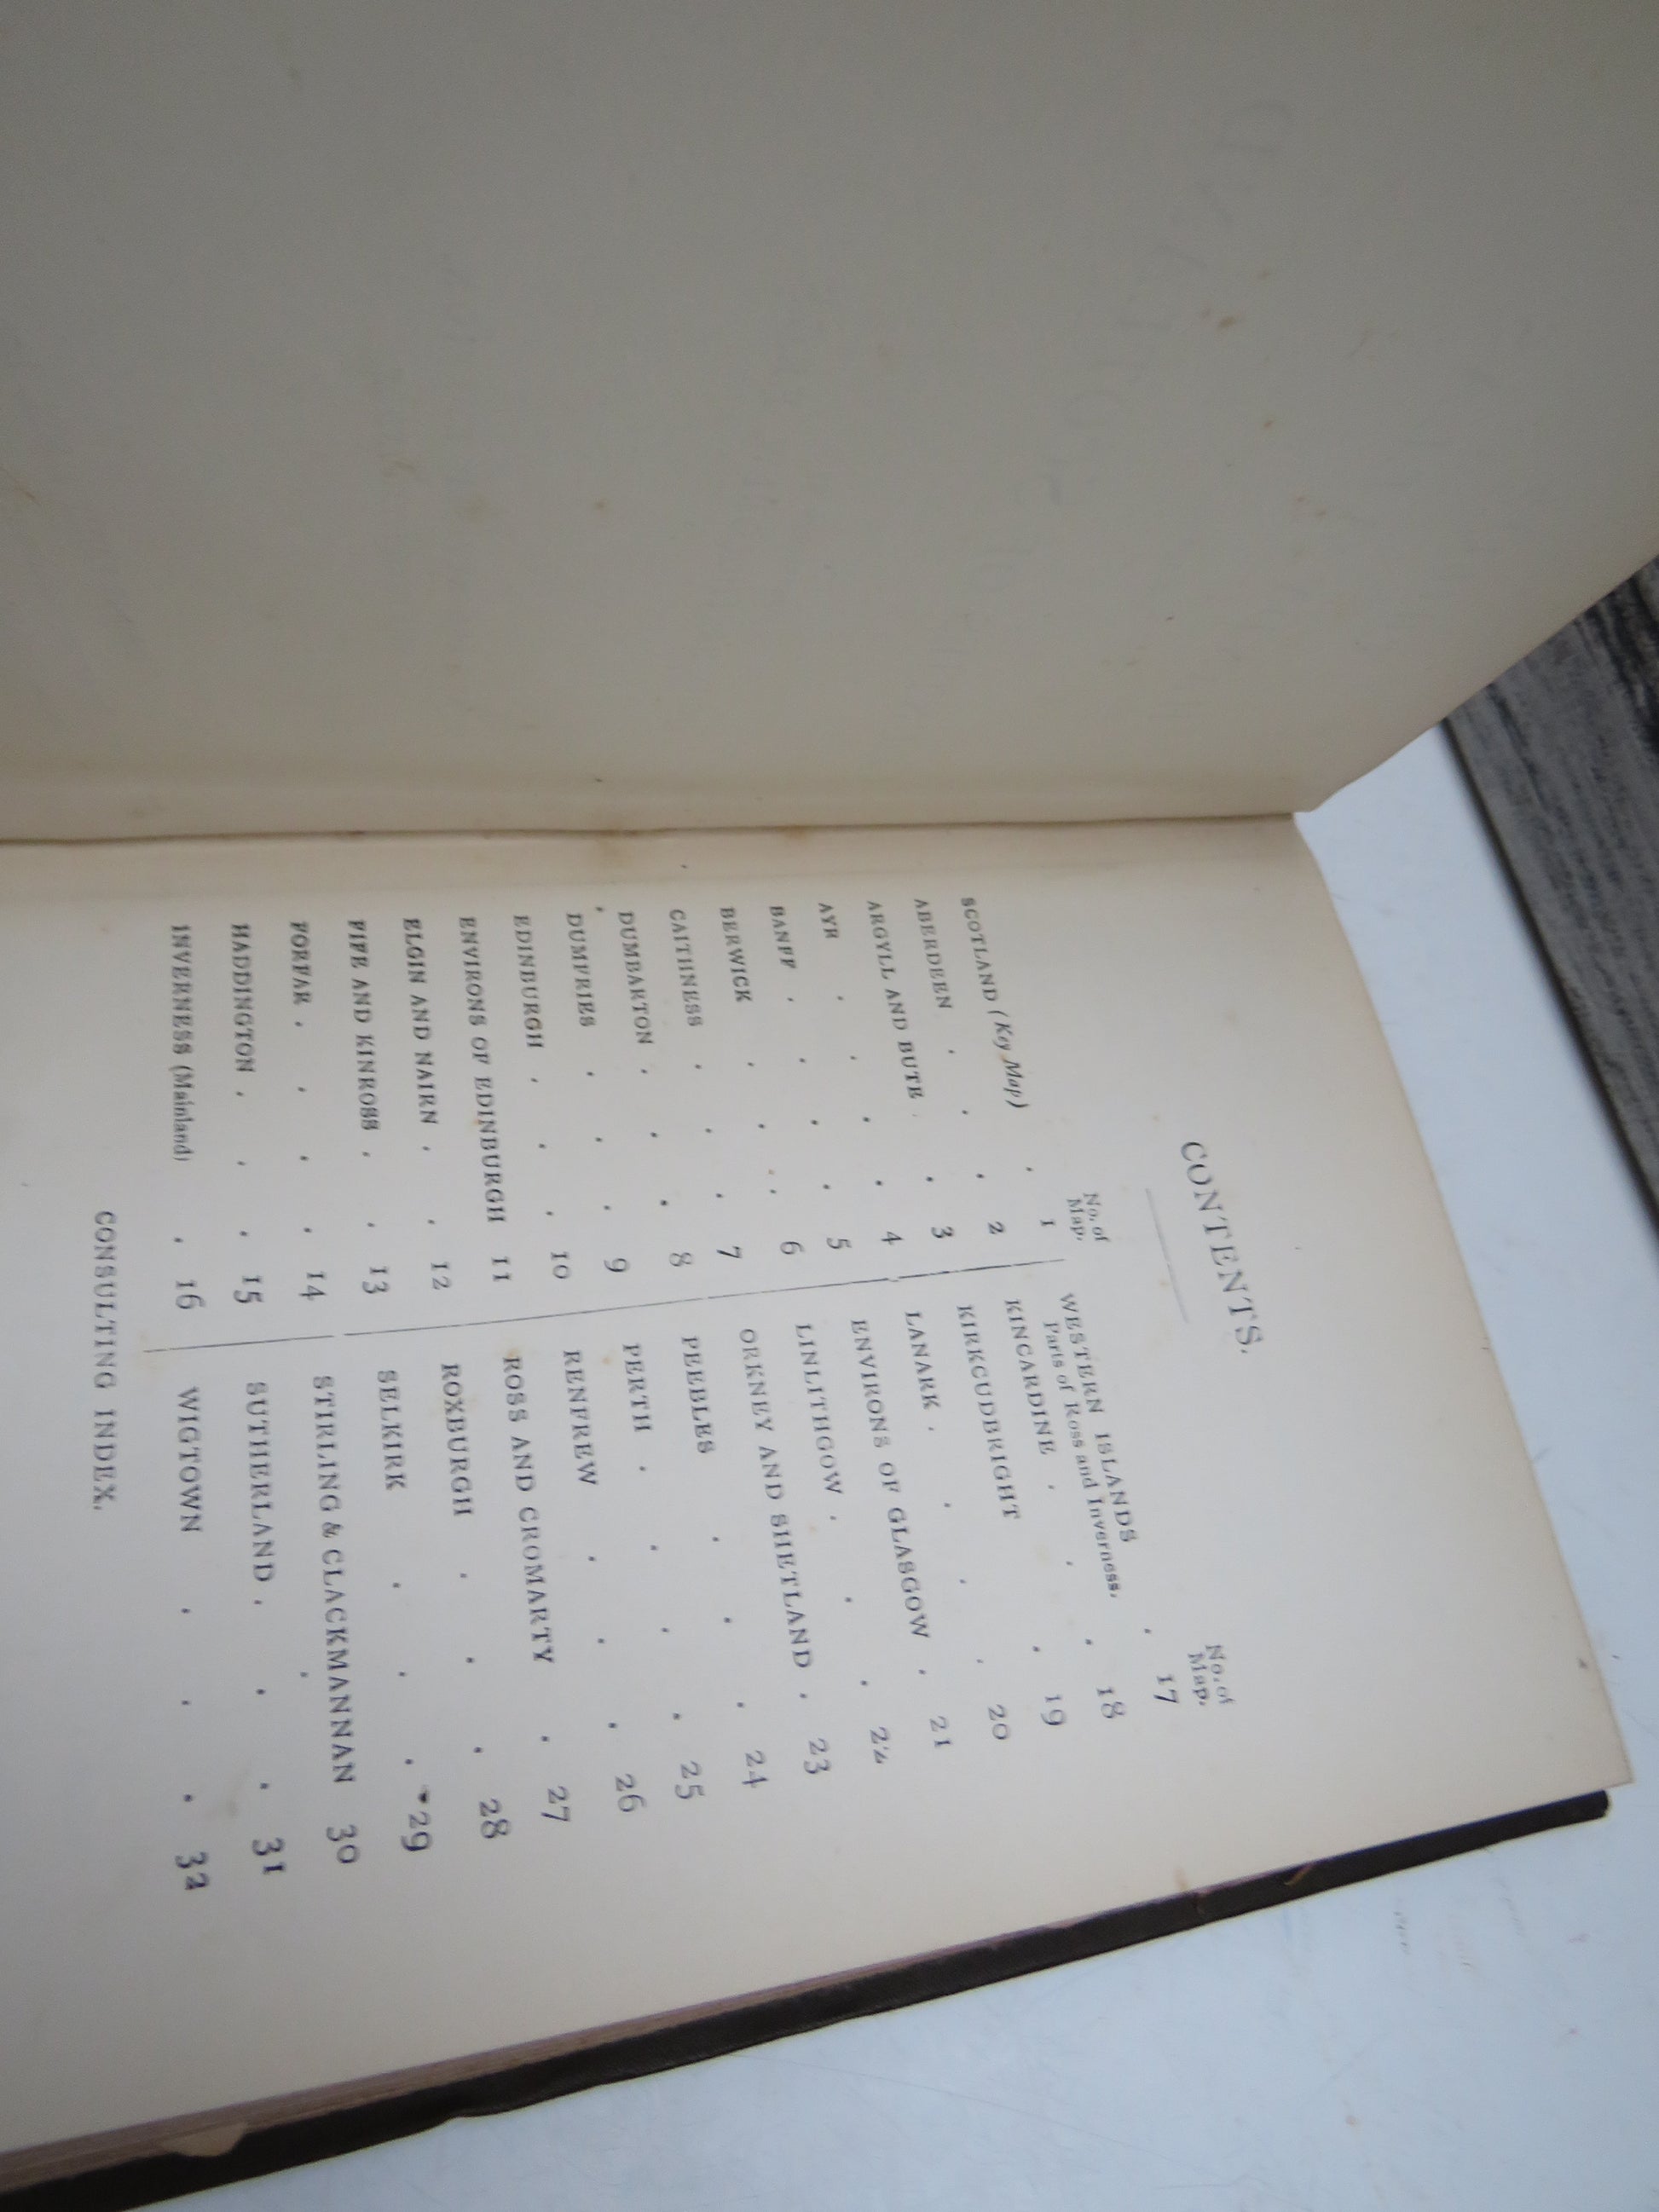 CONTENTS.
No. of
Map.
SCOTLAND (Key Map) . 1
ABERDEEN . . . 2
ARGYLL AND BUTE . . 3
AYR . . . . 4
BANFF . . . . 5
BERWICK . . . 6
CAITHNESS . . . 7
DUMBARTON . . . 8
DUMFRIES . . . 9
EDINBURGH . . . 10
ENVIRONS OF EDINBURGH 11
ELGIN AND NAIRN . . 12
FIFE AND KINROSS . . 13
FORFAR . . . . 14
HADDINGTON . . . 15
INVERNESS (Mainland) . 16
No. of
Map.
WESTERN ISLANDS . 17
Parts of Ross and Inverness.
KINCARDINE . . . 18
KIRKCUDBRIGHT . 19
LANARK . . . . 20
ENVIRONS OF GLASGOW . 21
LINLITHGOW . . . 22
ORKNEY AND SHETLAND . 23
PEEBLES . . . 24
PERTH . . . . 25
RENFREW . . . 26
ROSS AND CROMARTY . 27
ROXBURGH . . . 28
SELKIRK . . . 29
STIRLING & CLACKMANNAN 30
SUTHERLAND . . . 31
WIGTOWN . . . 32
CONSULTING INDEX.